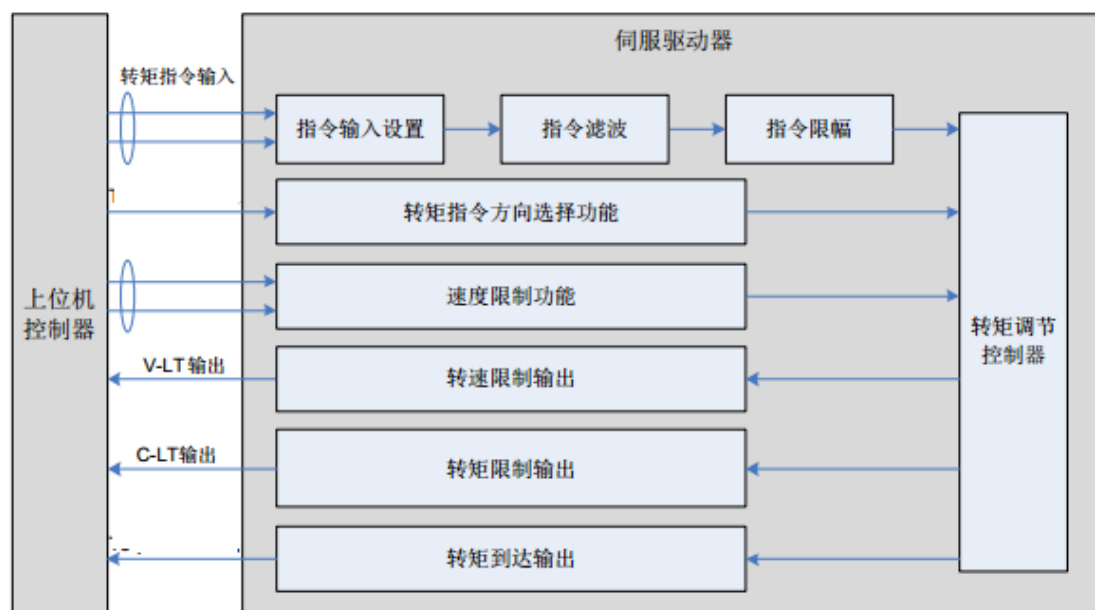 伺服驱动器
转矩指令输入
指令输入设置
指令滤波
指令限幅
转矩指令方向选择功能
上位机
控制器
速度限制功能
转矩调节
控制器
V-LT 输出
转速限制输出
C-LT输出
转矩限制输出
转矩到达输出